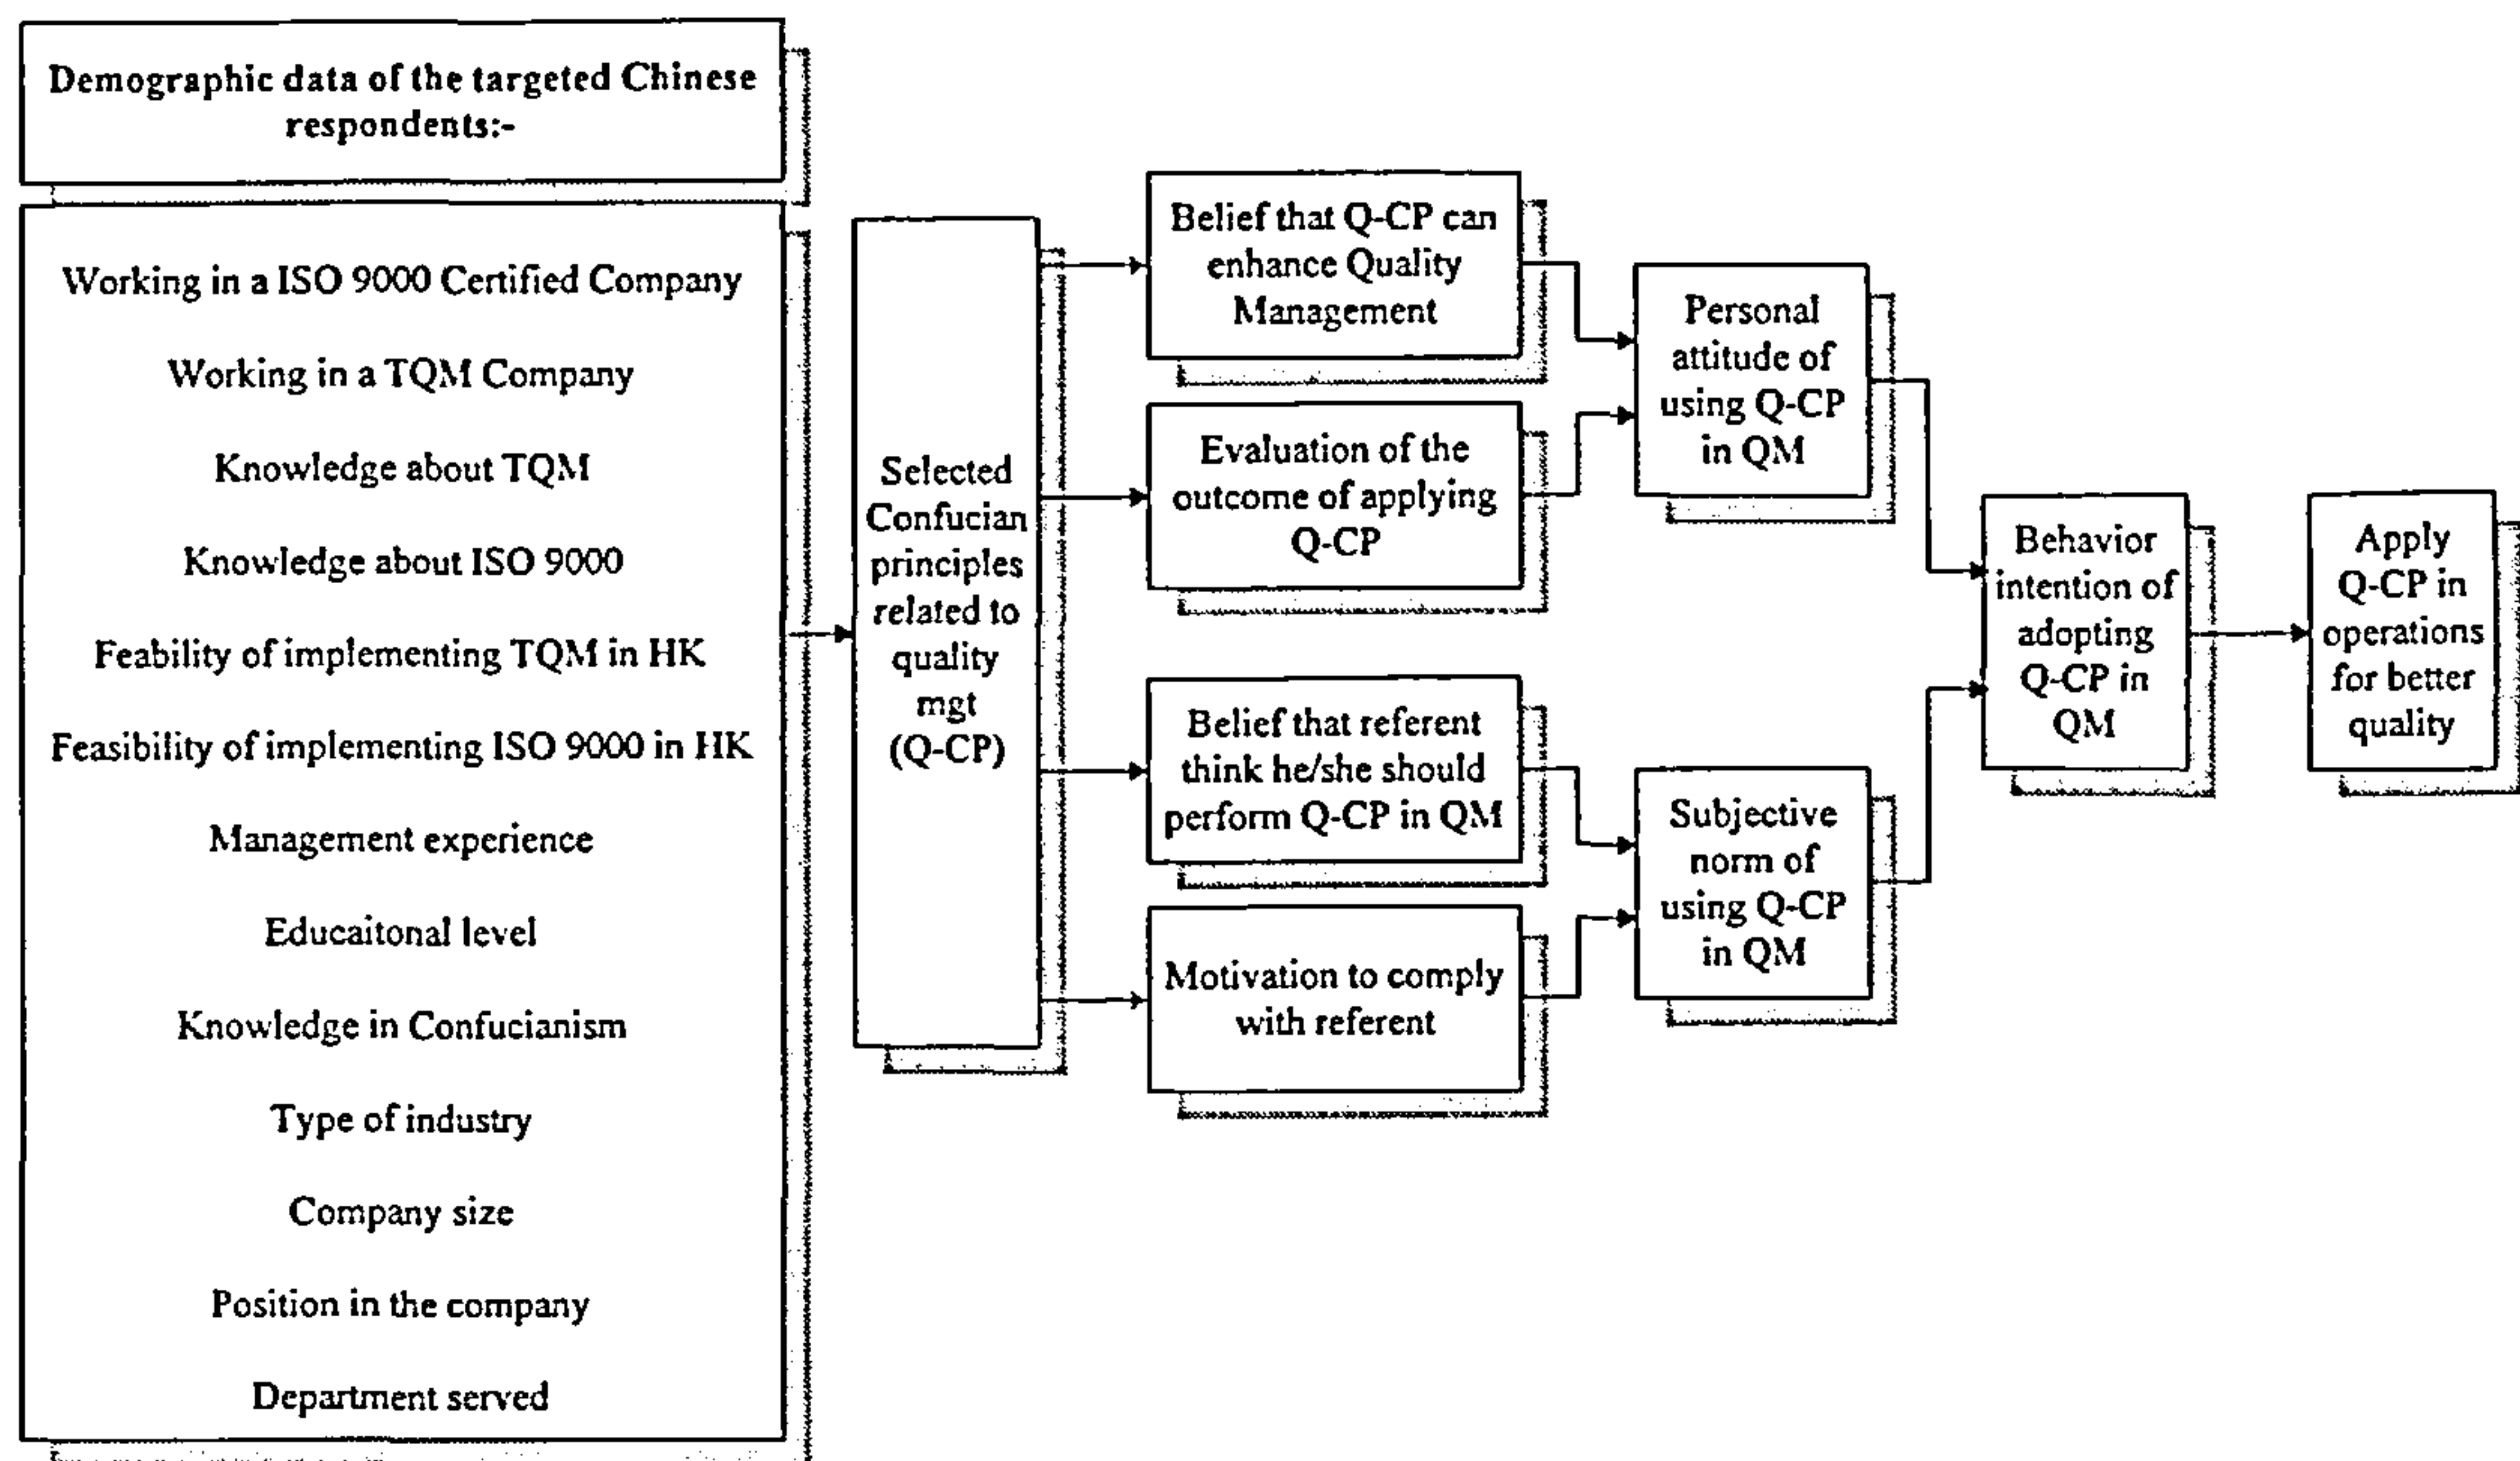 Demographic data of the targeted Chinese
respondents:-
Working in a ISO 9000 Certified Company
Working in a TQM Company
Knowledge about TQM
Knowledge about ISO 9000
Feability of implementing TQM in HK
Feasibility of implementing ISO 9000 in HK
Management experience
Educaitonal level
Knowledge in Confucianism
Type of industry
Company size
Position in the company
Department served
Selected
Confucian
principles
related to
quality
mgt
(Q-CP)
Belief that Q-CP can
enhance Quality
Management
Evaluation of the
outcome of applying
Q-CP
Belief that referent
think he/she should
perform Q-CP in QM
Motivation to comply
with referent
Personal
attitude of
using Q-CP
in QM
Subjective
norm of
using Q-CP
in QM
Behavior
intention of
adopting
Q-CP in
QM
Apply
Q-CP in
operations
for better
quality